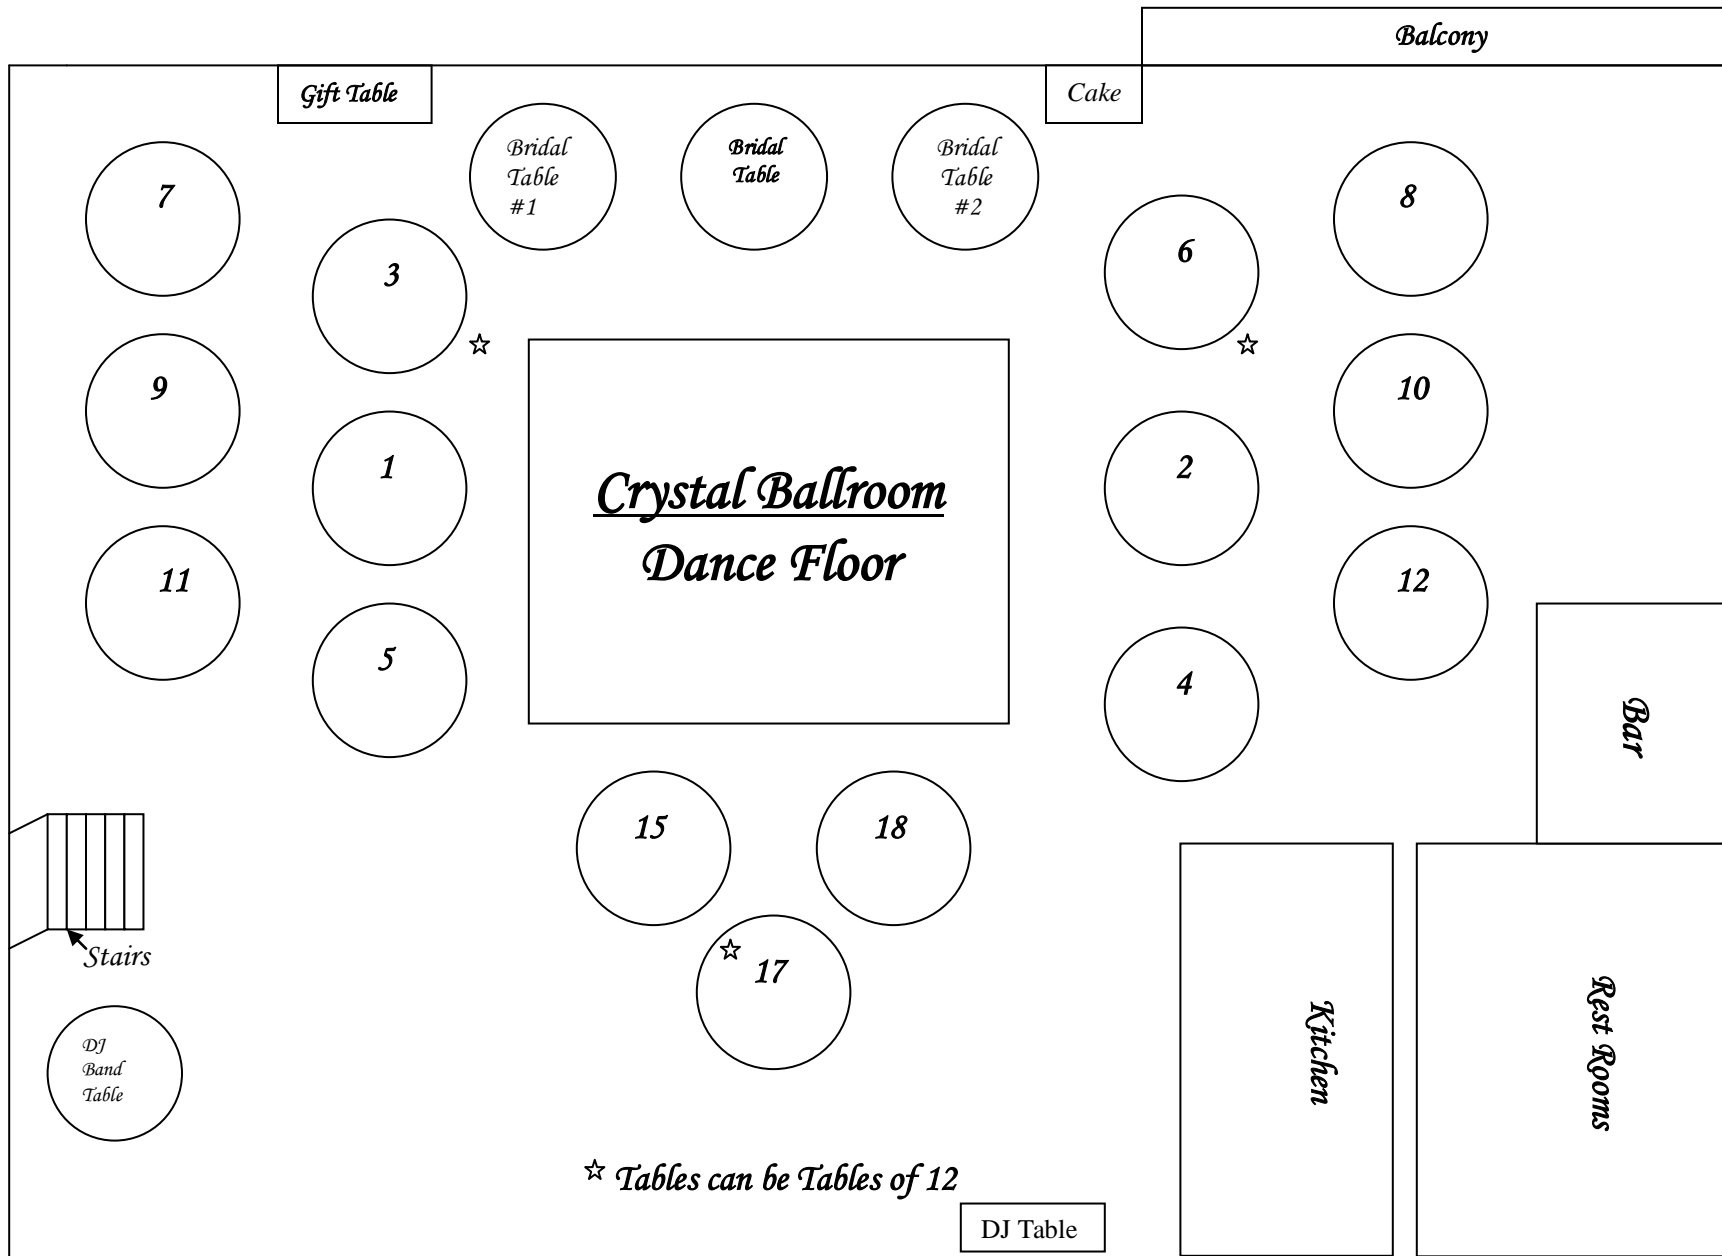 Balcony
Gift Table
Cake
Bridal
Table
#1
Bridal
Table
Bridal
Table
#2
7
8
3
6
9
10
1
2
Crystal Ballroom
Dance Floor
11
12
5
4
Bar
15
18
Stairs
☆ 17
Kitchen
Rest Rooms
DJ
Band
Table
☆ Tables can be Tables of 12
DJ Table